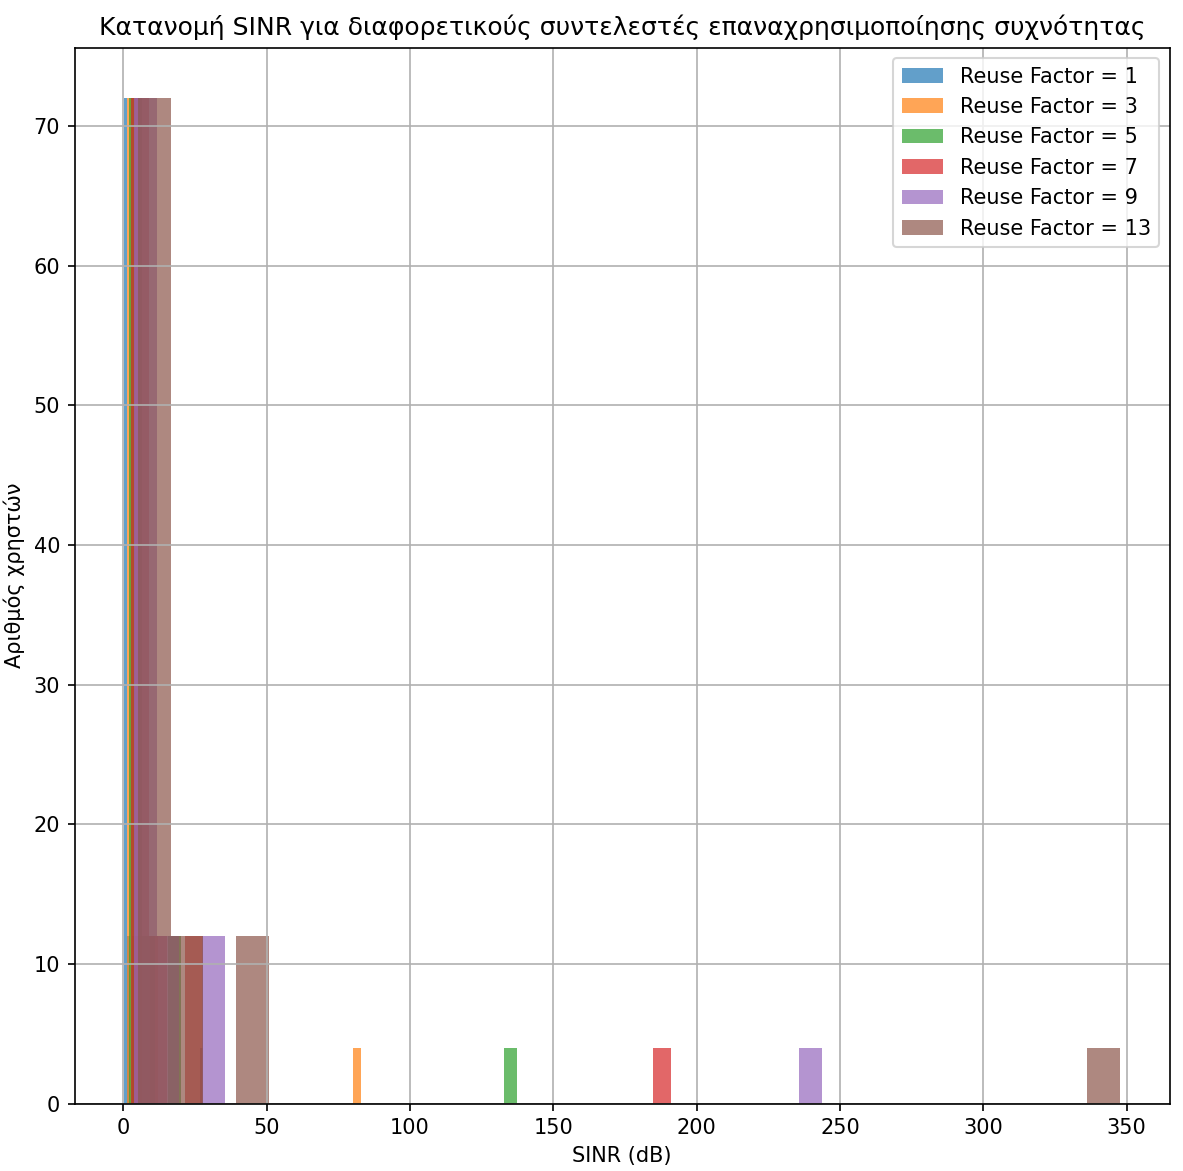 Κατανομή SINR για διαφορετικούς συντελεστές επαναχρησιμοποίησης συχνότητας
Reuse Factor = 1
Reuse Factor = 3
Reuse Factor = 5
Reuse Factor = 7
Reuse Factor = 9
Reuse Factor = 13
Αριθμός χρηστών
70
60
50
40
30
20
10
0
0 50 100 150 200 250 300 350
SINR (dB)